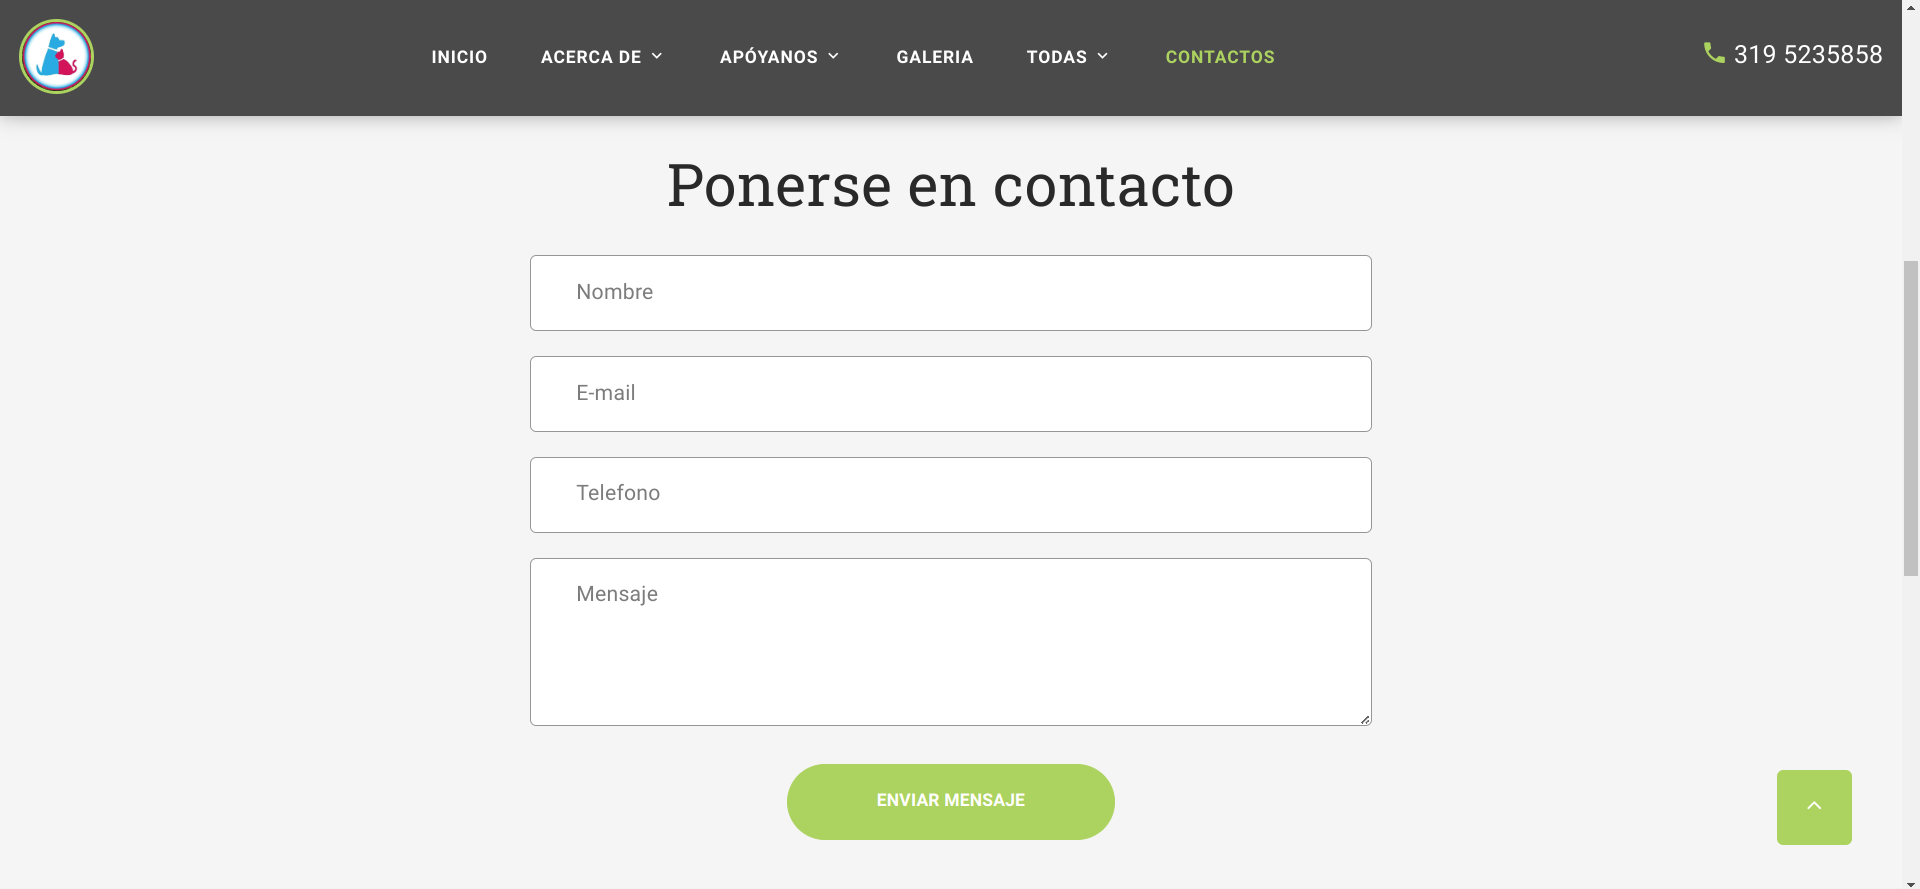 INICIO ACERCA DE APÓYANOS GALERIA TODAS CONTACTOS 319 5235858
Ponerse en contacto
Nombre
E-mail
Telefono
Mensaje
ENVIAR MENSAJE